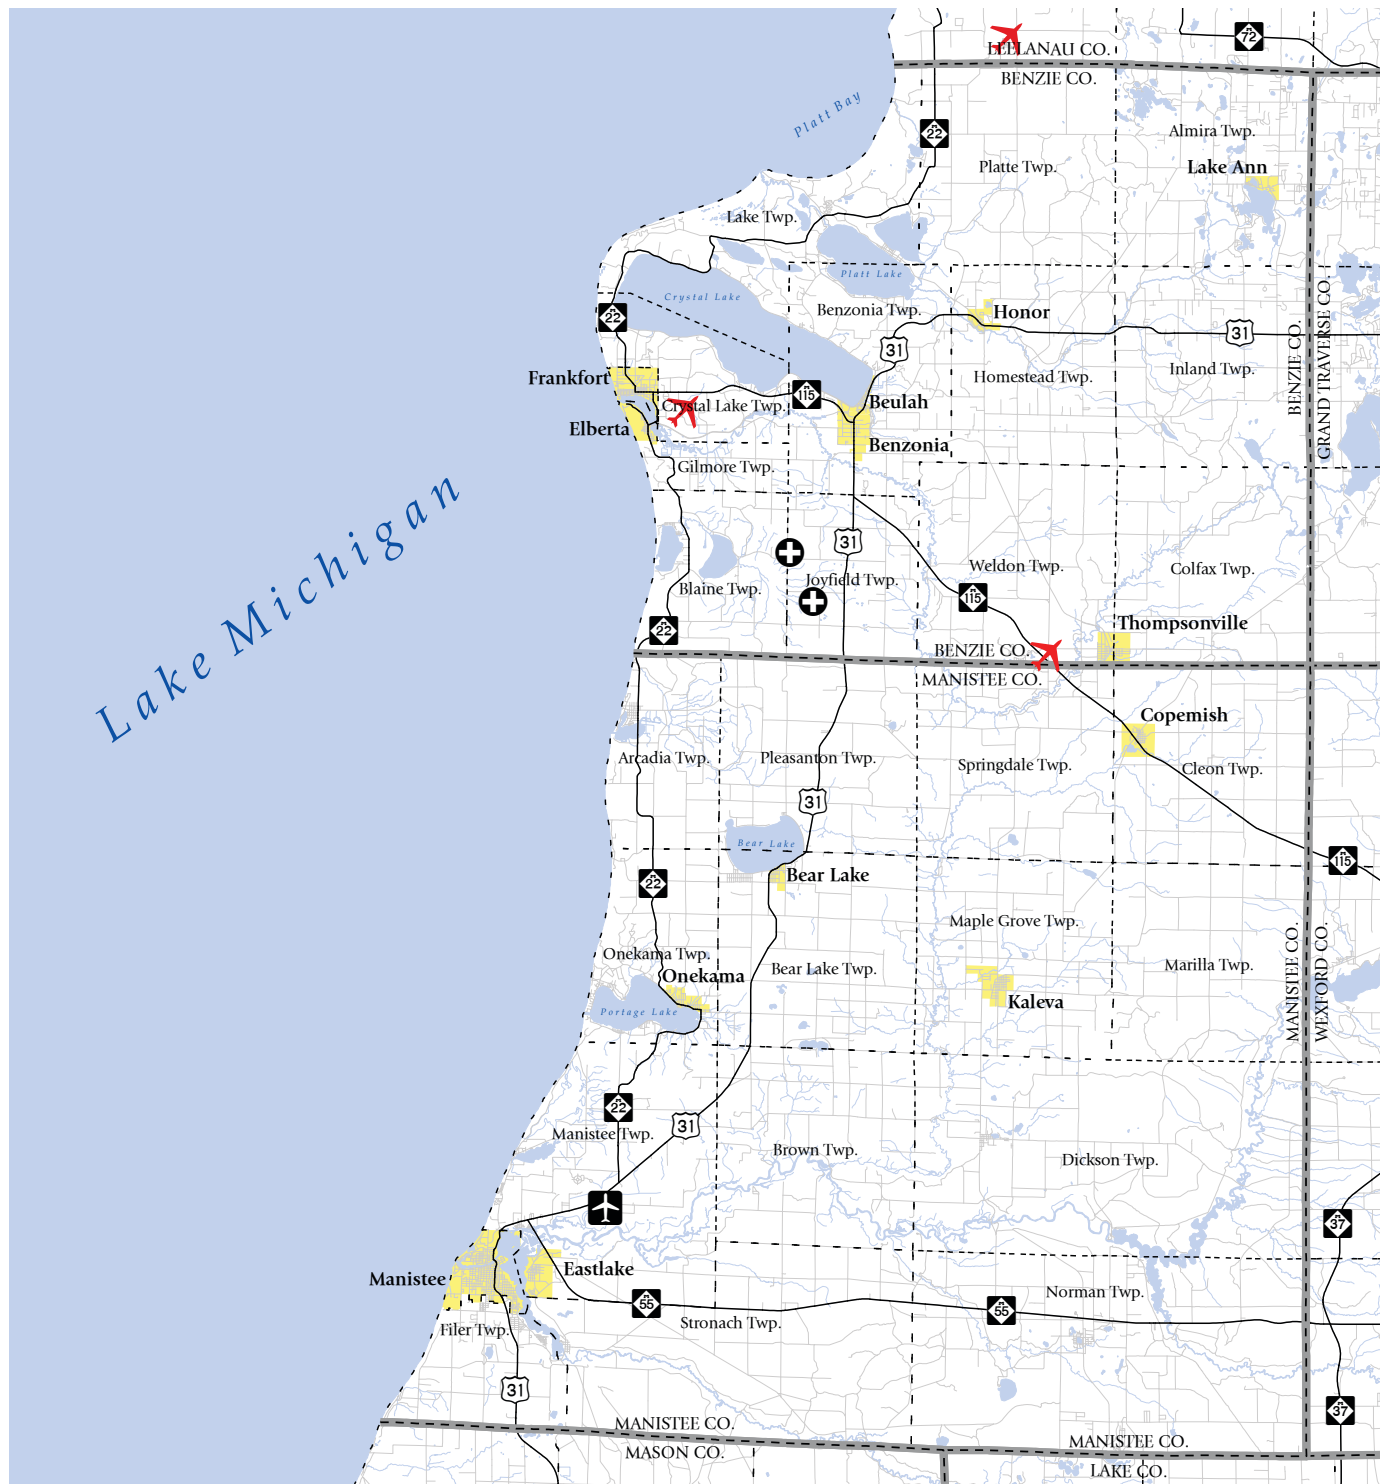 72
LEELANAU CO.
BENZIE CO.
Platt Bay
M
22
Almira Twp.
Platte Twp.
Lake Ann
Lake Twp.
Platt Lake
Crystal Lake
Benzonia Twp.
Honor
22
31
31
BENZIE CO.
GRAND TRAVERSE CO.
Inland Twp.
Homestead Twp.
Frankfort
115
Crystal Lake Twp.
Beulah
Elberta
Benzonia
Gilmore Twp.
Lake Michigan
31
Weldon Twp.
Colfax Twp.
Joyfield Twp.
Blaine Twp.
115
Thompsonville
22
BENZIE CO.
MANISTEE CO.
Copemish
Arcadia Twp.
Pleasanton Twp.
Springdale Twp.
Cleon Twp.
31
Bear Lake
115
Bear Lake
22
Maple Grove Twp.
MANISTEE CO.
WEXFORD CO.
Onekama Twp.
Bear Lake Twp.
Marilla Twp.
Onekama
Kaleva
Portage Lake
22
31
Manistee Twp.
Brown Twp.
Dickson Twp.
37
Eastlake
Manistee
Norman Twp.
55
55
Stronach Twp.
Filer Twp.
31
37
MANISTEE CO.
MASON CO.
MANISTEE CO.
LAKE CO.